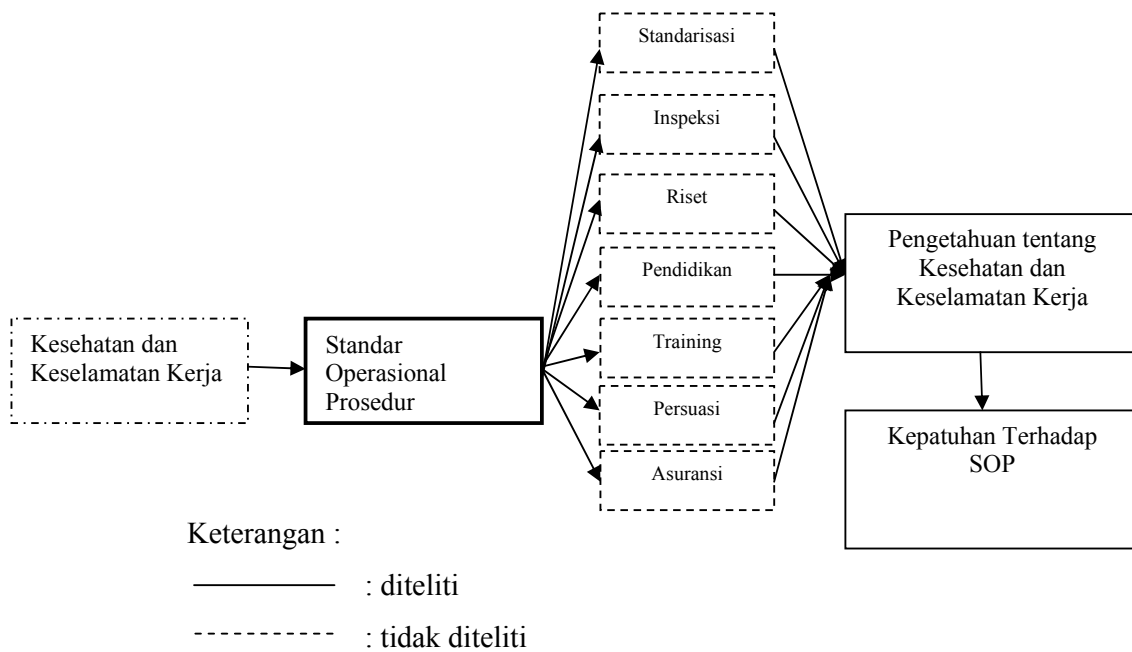 Kesehatan dan
Keselamatan Kerja
Standar
Operasional
Prosedur
Standarisasi
Inspeksi
Riset
Pendidikan
Training
Persuasi
Asuransi
Pengetahuan tentang
Kesehatan dan
Keselamatan Kerja
Kepatuhan Terhadap
SOP
Keterangan :
: diteliti
: tidak diteliti